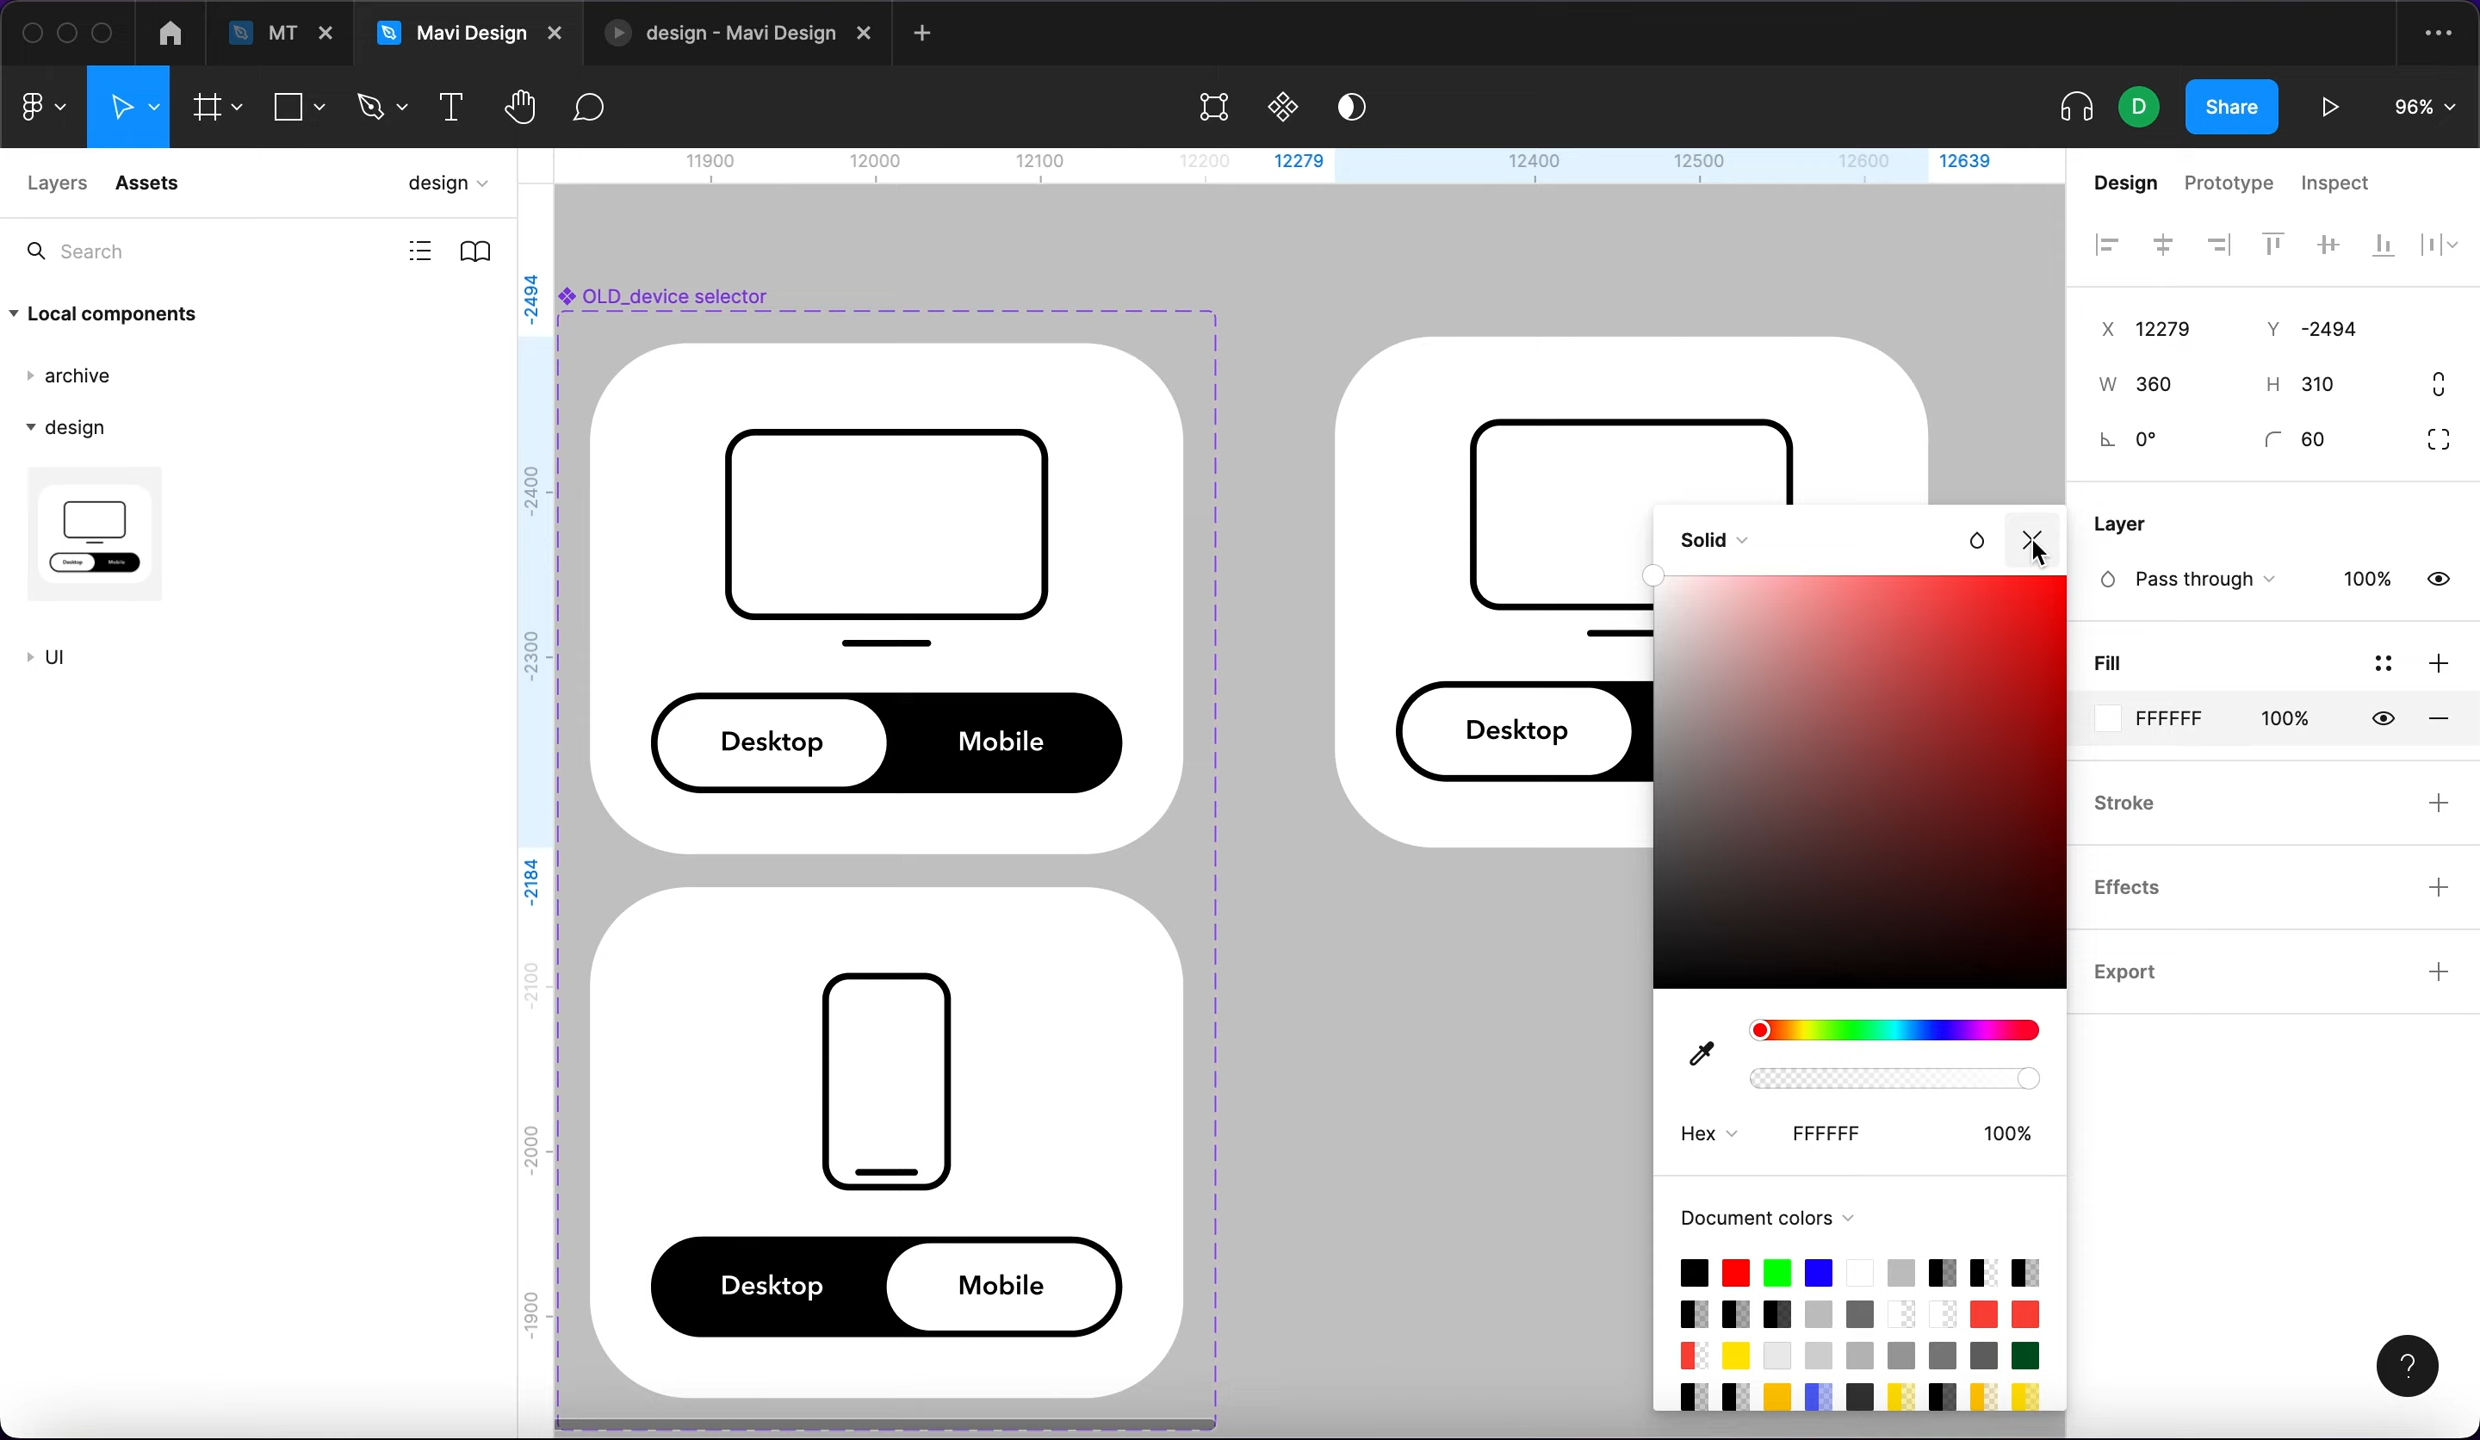 MT
Mavi Design
design - Mavi Design
Share
96%
D
Layers
Assets
design
Search
Local components
archive
design
Desktop
Mobile
UI
11900
12000
12100
12200
12279
12400
12500
12600
12639
-2494
-2400
-2300
-2184
-2100
-2000
-1900
OLD_device selector
Desktop
Mobile
Desktop
Mobile
Desktop
Solid
Hex
FFFFFF
100%
Document colors
Design
Prototype
Inspect
X 12279
Y -2494
W 360
H 310
0°
60
Layer
Pass through
100%
Fill
FFFFFF
100%
Stroke
Effects
Export
?